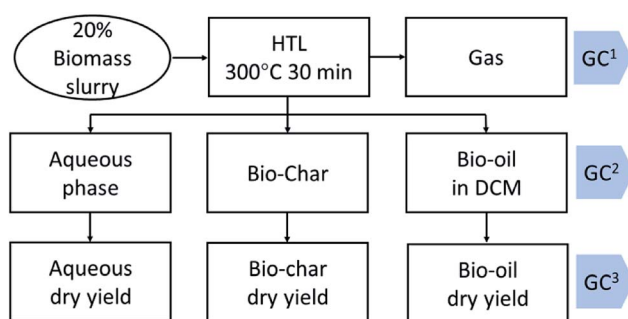 20%
Biomass
slurry
HTL
300°C 30 min
Gas
GC¹
Aqueous
phase
Bio-Char
Bio-oil
in DCM
GC²
Aqueous
dry yield
Bio-char
dry yield
Bio-oil
dry yield
GC³